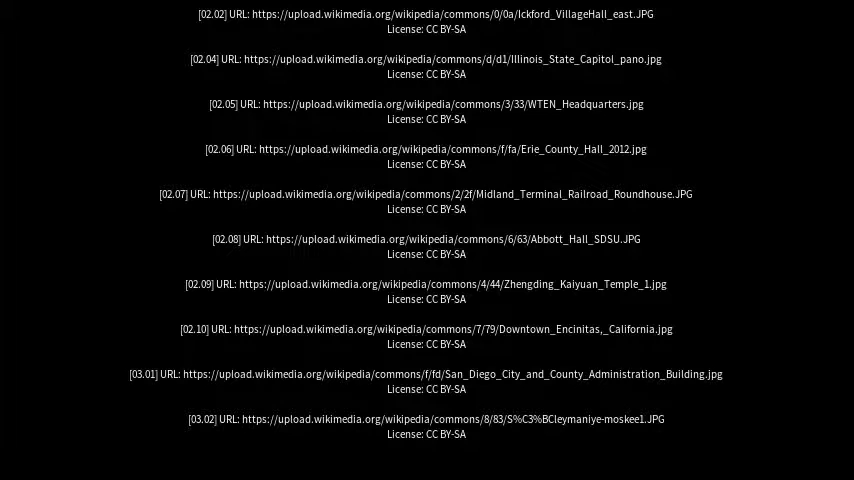 [02.02] URL: https://upload.wikimedia.org/wikipedia/commons/0/0a/Ickford_VillageHall_east.JPG
License: CC BY-SA
[02.04] URL: https://upload.wikimedia.org/wikipedia/commons/d/d1/Illinois_State_Capitol_pano.jpg
License: CC BY-SA
[02.05] URL: https://upload.wikimedia.org/wikipedia/commons/3/33/WTEN_Headquarters.jpg
License: CC BY-SA
[02.06] URL: https://upload.wikimedia.org/wikipedia/commons/f/fa/Erie_County_Hall_2012.jpg
License: CC BY-SA
[02.07] URL: https://upload.wikimedia.org/wikipedia/commons/2/2f/Midland_Terminal_Railroad_Roundhouse.JPG
License: CC BY-SA
[02.08] URL: https://upload.wikimedia.org/wikipedia/commons/6/63/Abbott_Hall_SDSU.JPG
License: CC BY-SA
[02.09] URL: https://upload.wikimedia.org/wikipedia/commons/4/44/Zhengding_Kaiyuan_Temple_1.jpg
License: CC BY-SA
[02.10] URL: https://upload.wikimedia.org/wikipedia/commons/7/79/Downtown_Encinitas,_California.jpg
License: CC BY-SA
[03.01] URL: https://upload.wikimedia.org/wikipedia/commons/f/fd/San_Diego_City_and_County_Administration_Building.jpg
License: CC BY-SA
[03.02] URL: https://upload.wikimedia.org/wikipedia/commons/8/83/S%C3%BCleymaniye-moskee1.JPG
License: CC BY-SA